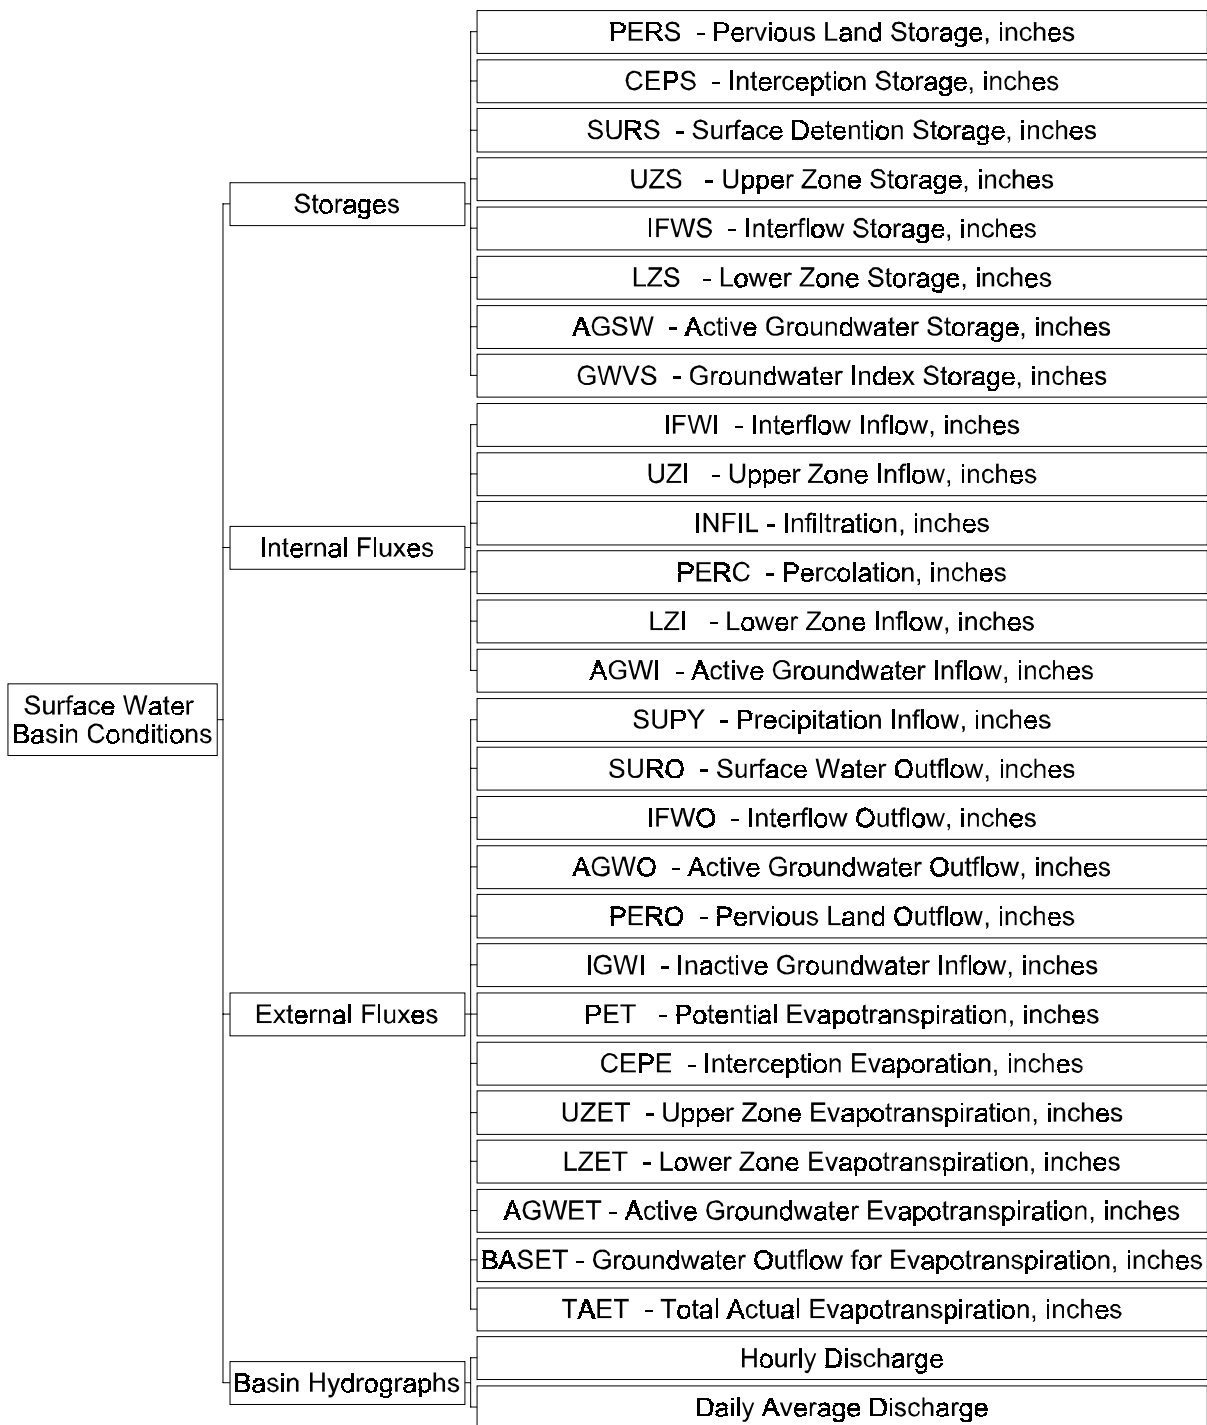 PERS - Pervious Land Storage, inches
CEPS - Interception Storage, inches
SURS - Surface Detention Storage, inches
UZS - Upper Zone Storage, inches
Storages
IFWS - Interflow Storage, inches
LZS - Lower Zone Storage, inches
AGSW - Active Groundwater Storage, inches
GWVS - Groundwater Index Storage, inches
IFWI - Interflow Inflow, inches
UZI - Upper Zone Inflow, inches
INFIL - Infiltration, inches
Internal Fluxes
PERC - Percolation, inches
LZI - Lower Zone Inflow, inches
AGWI - Active Groundwater Inflow, inches
Surface Water
Basin Conditions
SUPY - Precipitation Inflow, inches
SURO - Surface Water Outflow, inches
IFWO - Interflow Outflow, inches
AGWO - Active Groundwater Outflow, inches
PERO - Pervious Land Outflow, inches
IGWI - Inactive Groundwater Inflow, inches
External Fluxes
PET - Potential Evapotranspiration, inches
CEPE - Interception Evaporation, inches
UZET - Upper Zone Evapotranspiration, inches
LZET - Lower Zone Evapotranspiration, inches
AGWET - Active Groundwater Evapotranspiration, inches
BASET - Groundwater Outflow for Evapotranspiration, inches
TAET - Total Actual Evapotranspiration, inches
Basin Hydrographs
Hourly Discharge
Daily Average Discharge